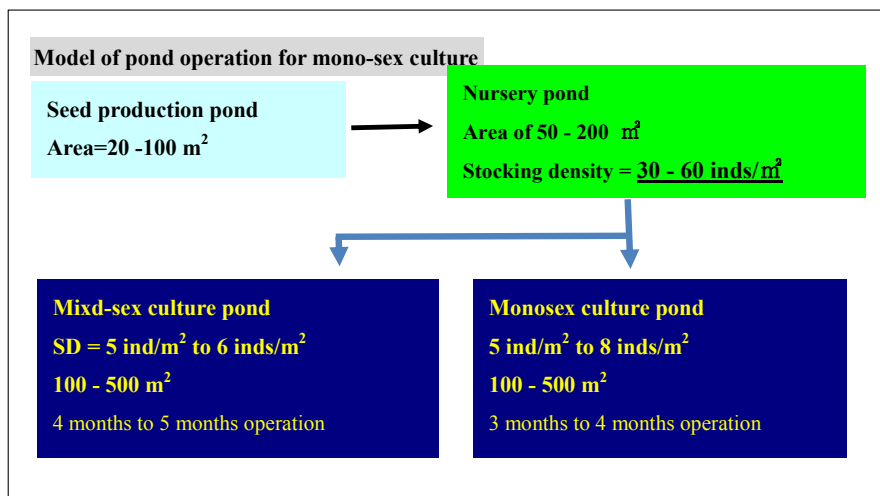 Model of pond operation for mono-sex culture
Seed production pond
Area=20 -100 m²
Nursery pond
Area of 50 - 200 ㎡
Stocking density = 30 - 60 inds/㎡
Mixd-sex culture pond
SD = 5 ind/m² to 6 inds/m²
100 - 500 m²
4 months to 5 months operation
Monosex culture pond
5 ind/m² to 8 inds/m²
100 - 500 m²
3 months to 4 months operation